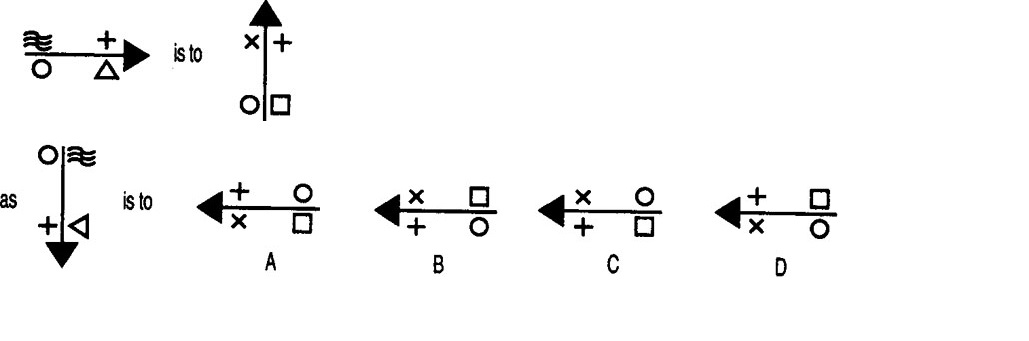 is to
as is to
A B C D